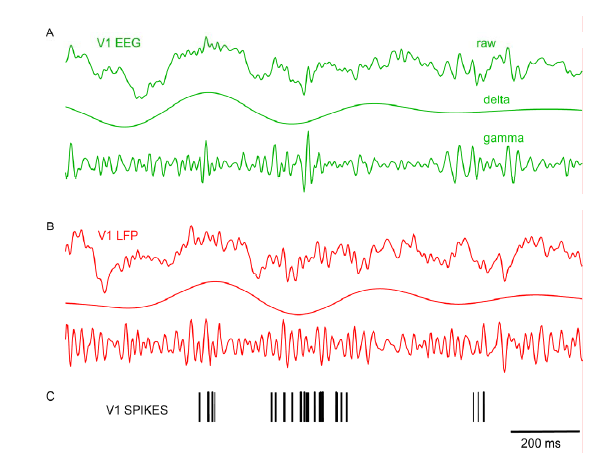 A
V1 EEG
raw
delta
gamma
B
V1 LFP
C
V1 SPIKES
200 ms